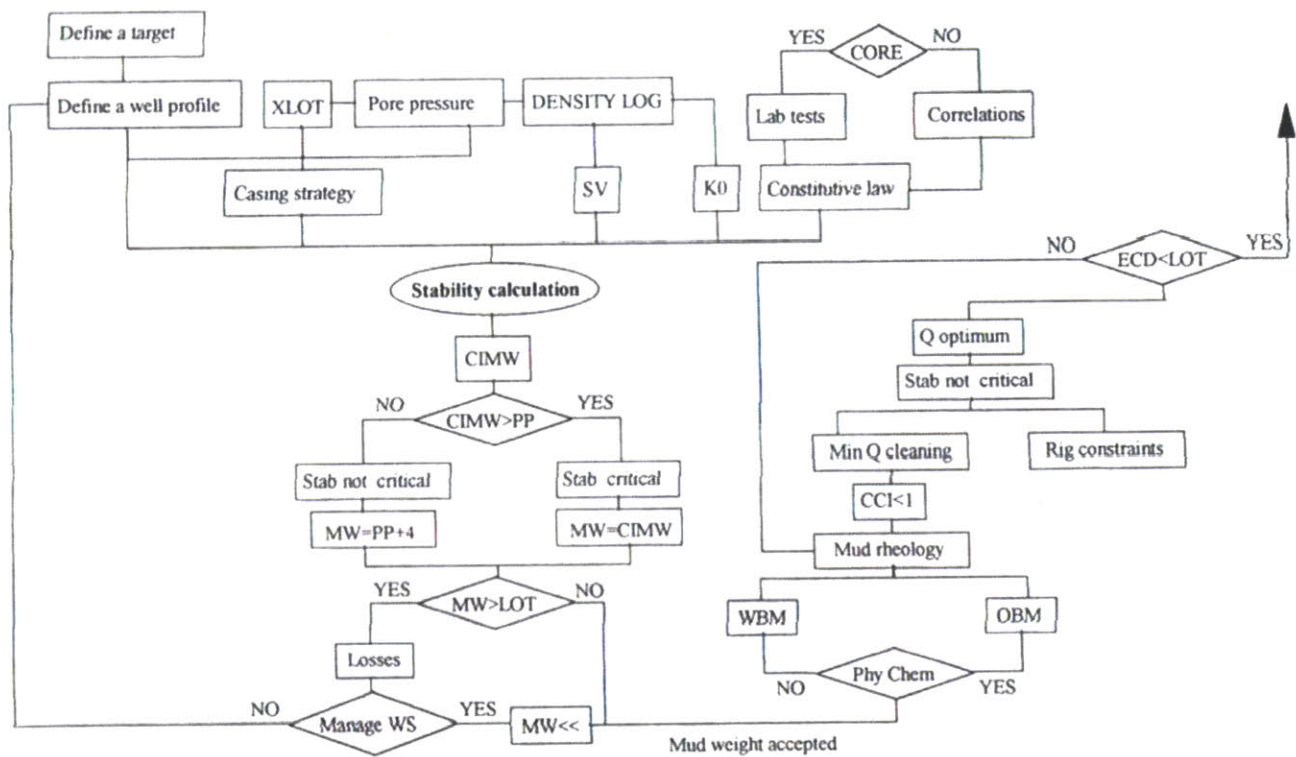 Define a target
Define a well profile
XLOT
Pore pressure
DENSITY LOG
YES
CORE
NO
Lab tests
Correlations
Casing strategy
SV
K0
Constitutive law
Stability calculation
CIMW
NO
CIMW>PP
YES
Stab not critical
Stab critical
MW=PP+4
MW=CIMW
YES
MW>LOT
NO
Losses
NO
Manage WS
YES
MW<<
Mud weight accepted
NO
ECD<LOT
YES
Q optimum
Stab not critical
Min Q cleaning
Rig constraints
CCI<1
Mud rheology
WBM
OBM
NO
Phy Chem
YES